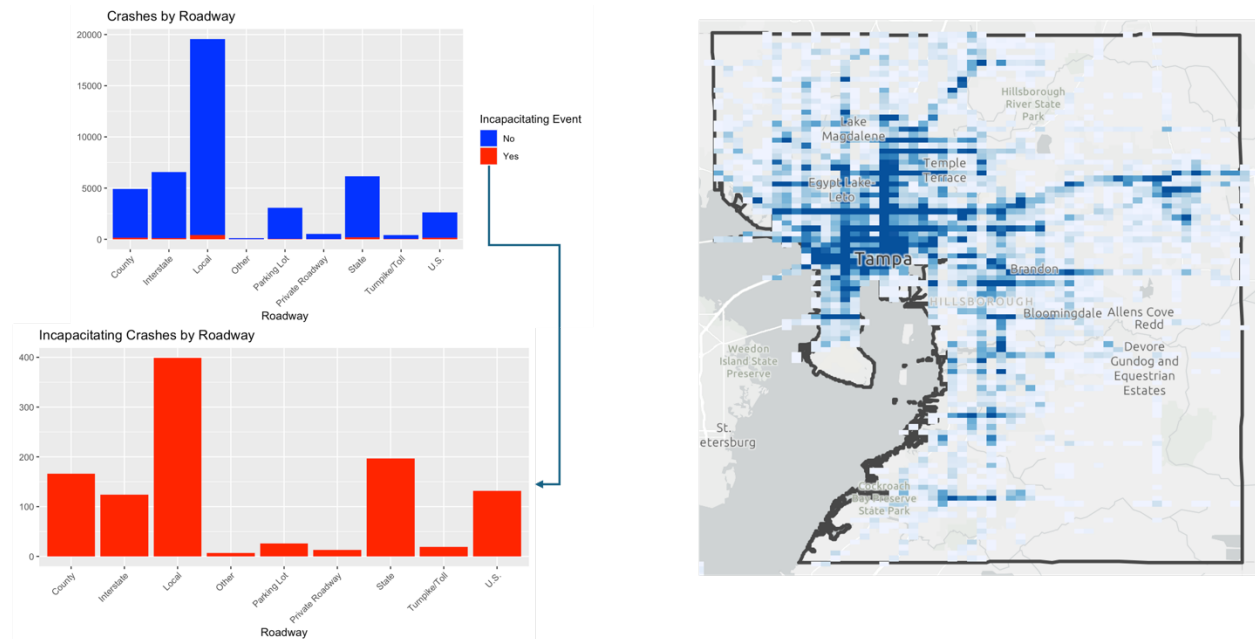 Crashes by Roadway
20000
15000
10000
5000
0
County
Interstate
Local
Other
Parking Lot
Private Roadway
State
Turnpike/Toll
U.S.
Roadway
Incapacitating Event
No
Yes
Incapacitating Crashes by Roadway
400
300
200
100
0
County
Interstate
Local
Other
Parking Lot
Private Roadway
State
Turnpike/Toll
U.S.
Roadway
Hillsborough
River State
Park
Lake
Magdalene
Temple
Terrace
Egypt Lake-
Leto
Tampa
Brandon
HILLSBOROUGH
Bloomingdale
Allens Cove
Redd
Weedon
Island State
Preserve
Devore
Gundog and
Equestrian
Estates
St.
etersburg
Cockroach
Bay Preserve
State Park